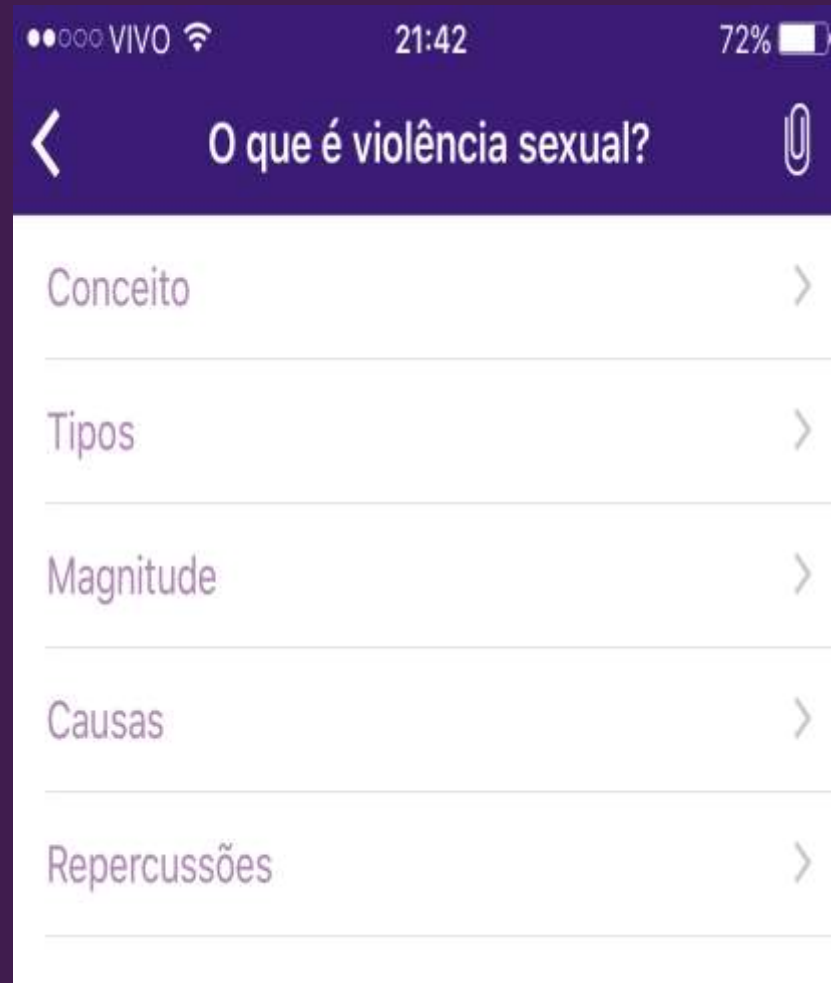 VIVO 21:42 72%
O que é violência sexual?
Conceito
Tipos
Magnitude
Causas
Repercussões